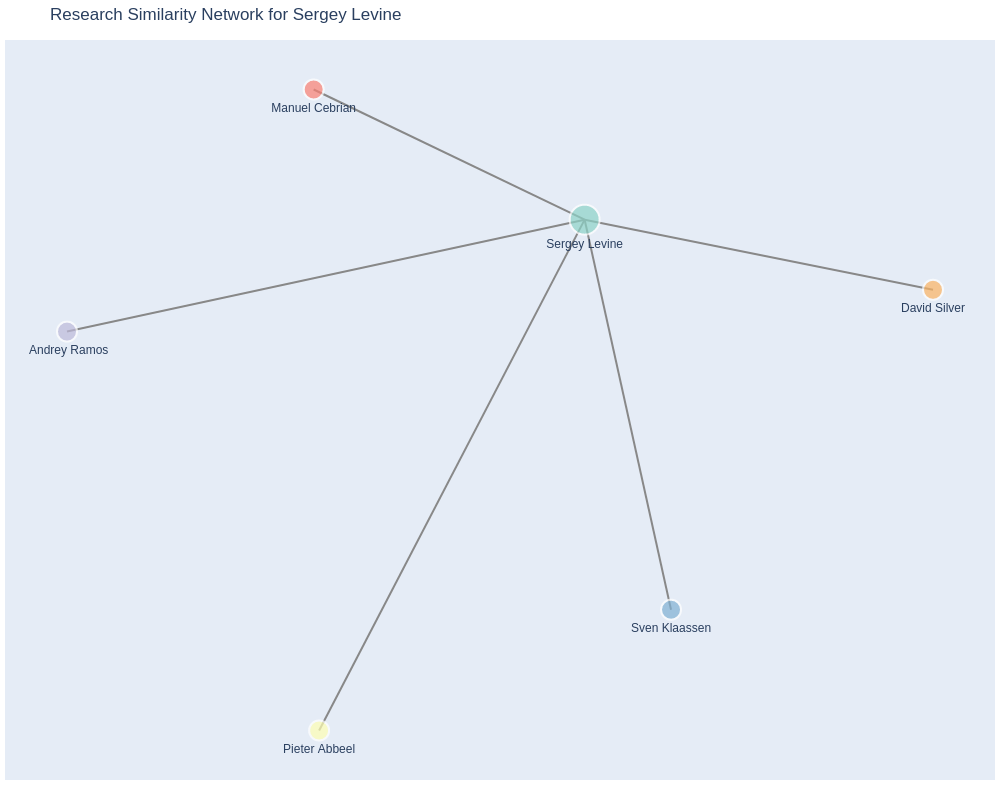 Research Similarity Network for Sergey Levine
Manuel Cebrian
Sergey Levine
David Silver
Andrey Ramos
Sven Klaassen
Pieter Abbeel